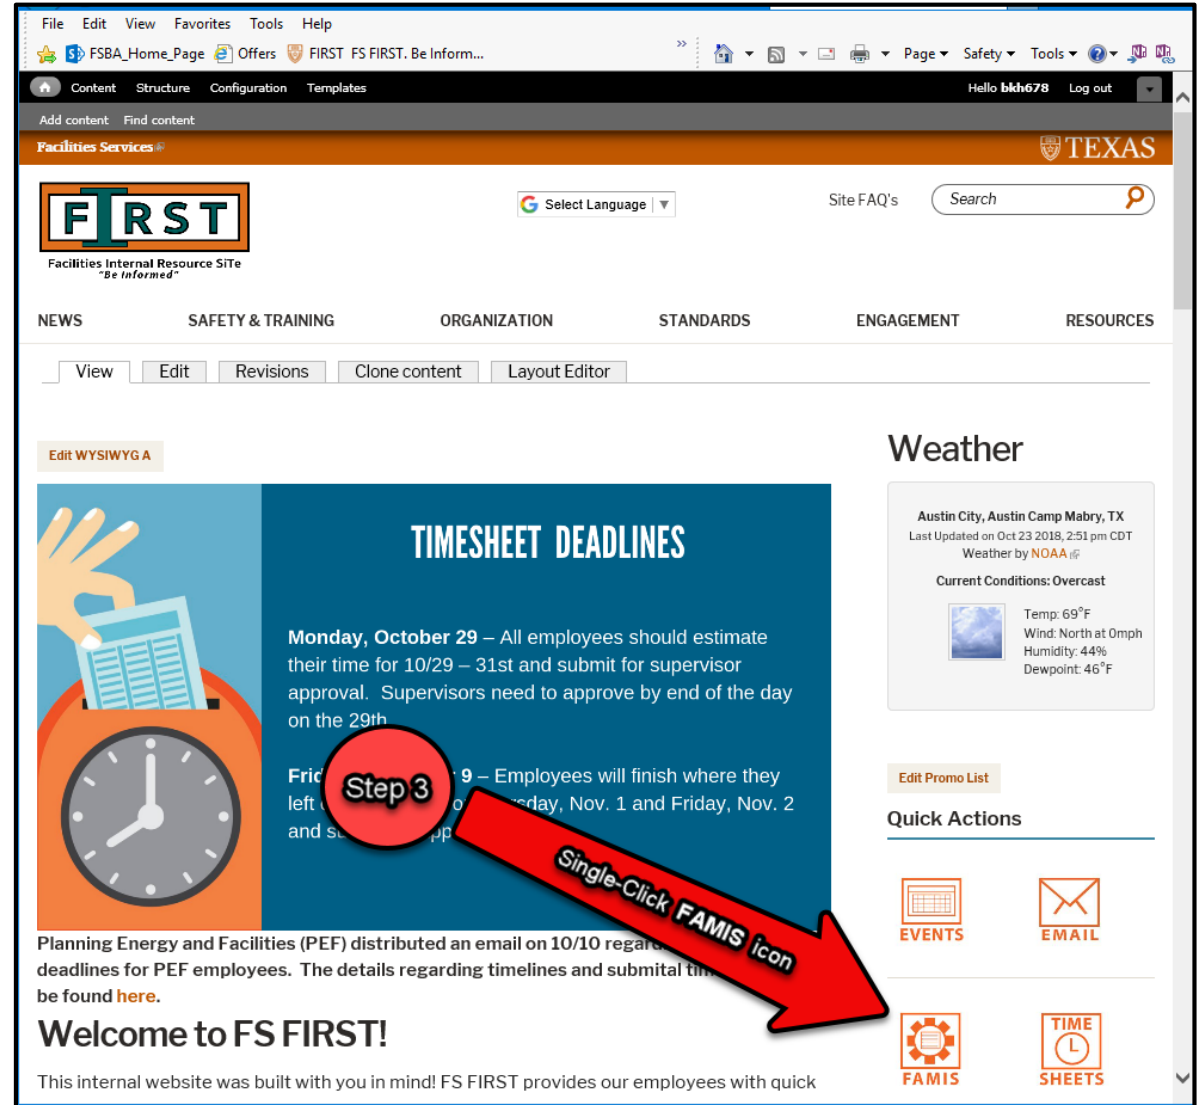 File Edit View Favorites Tools Help
FSBA_Home_Page Offers FIRST FS FIRST. Be Inform... » Page Safety Tools
Content Structure Configuration Templates Hello bkh678 Log out
Add content Find content
Facilities Services TEXAS
FIRST
Facilities Internal Resource SiTe
"Be Informed"
Select Language
Site FAQ's
Search
NEWS SAFETY & TRAINING ORGANIZATION STANDARDS ENGAGEMENT RESOURCES
View Edit Revisions Clone content Layout Editor
Edit WYSIWYG A
TIMESHEET DEADLINES
Monday, October 29 – All employees should estimate
their time for 10/29 – 31st and submit for supervisor
approval. Supervisors need to approve by end of the day
on the 29th
9 – Employees will finish where they
left Nov. 1 and Friday, Nov. 2
and
Step 3
Single-Click FAMIS icon
Planning Energy and Facilities (PEF) distributed an email on 10/10
deadlines for PEF employees. The details regarding timelines and submital
be found here.
Welcome to FS FIRST!
This internal website was built with you in mind! FS FIRST provides our employees with quick
Weather
Austin City, Austin Camp Mabry, TX
Last Updated on Oct 23 2018, 2:51 pm CDT
Weather by NOAA
Current Conditions: Overcast
Temp: 69°F
Wind: North at 0mph
Humidity: 44%
Dewpoint: 46°F
Edit Promo List
Quick Actions
EVENTS EMAIL
FAMIS TIME SHEETS